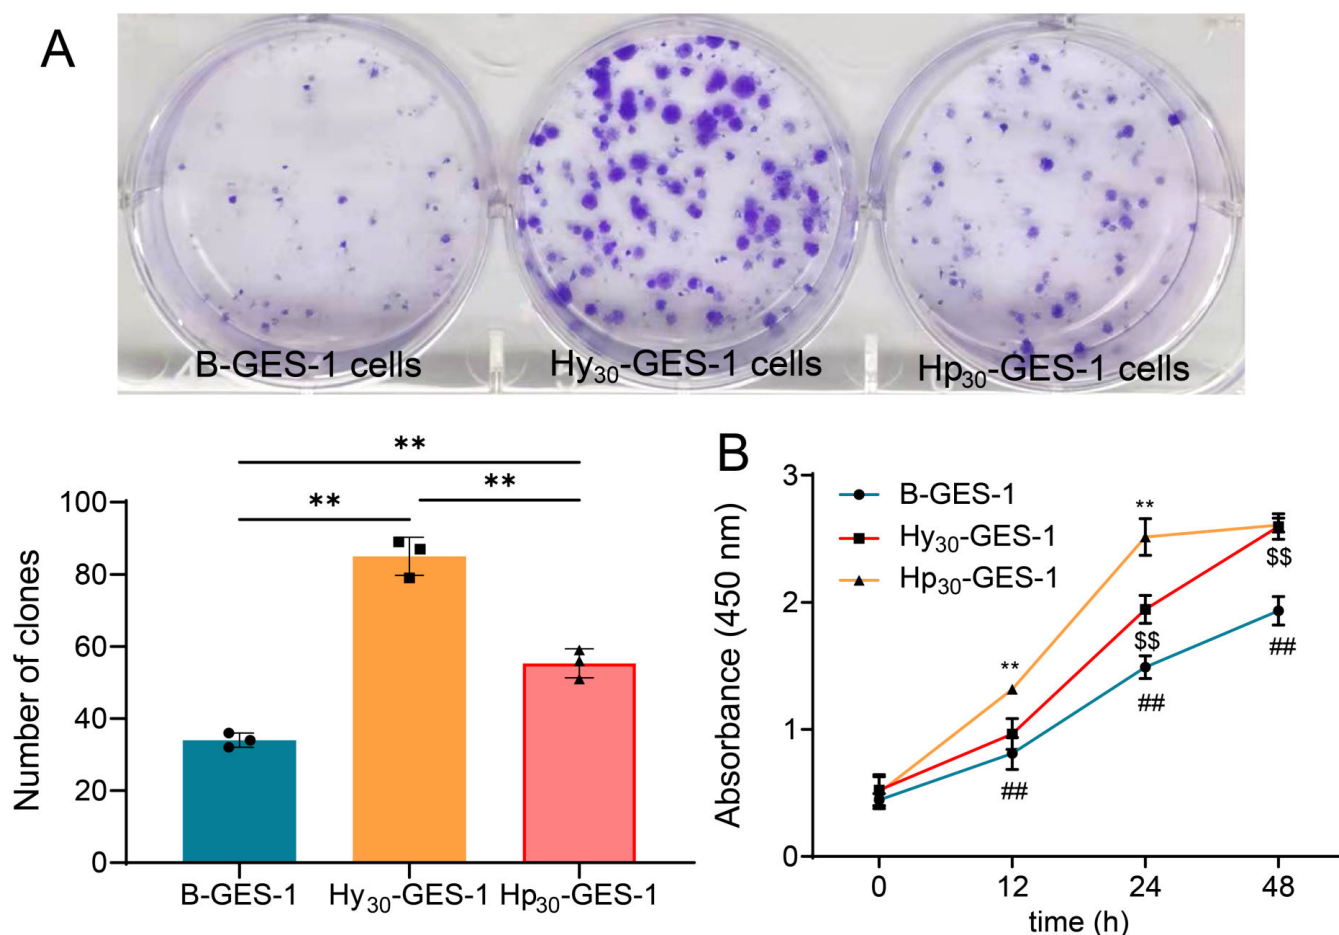 A
B-GES-1 cells
Hy30-GES-1 cells
Hp30-GES-1 cells
**
**
**
Number of clones
100
80
60
40
20
0
B-GES-1
Hy30-GES-1
Hp30-GES-1
B
B-GES-1
Hy30-GES-1
Hp30-GES-1
Absorbance (450 nm)
3
2
1
0
**
**
$$
$$
##
##
##
0
12
24
48
time (h)